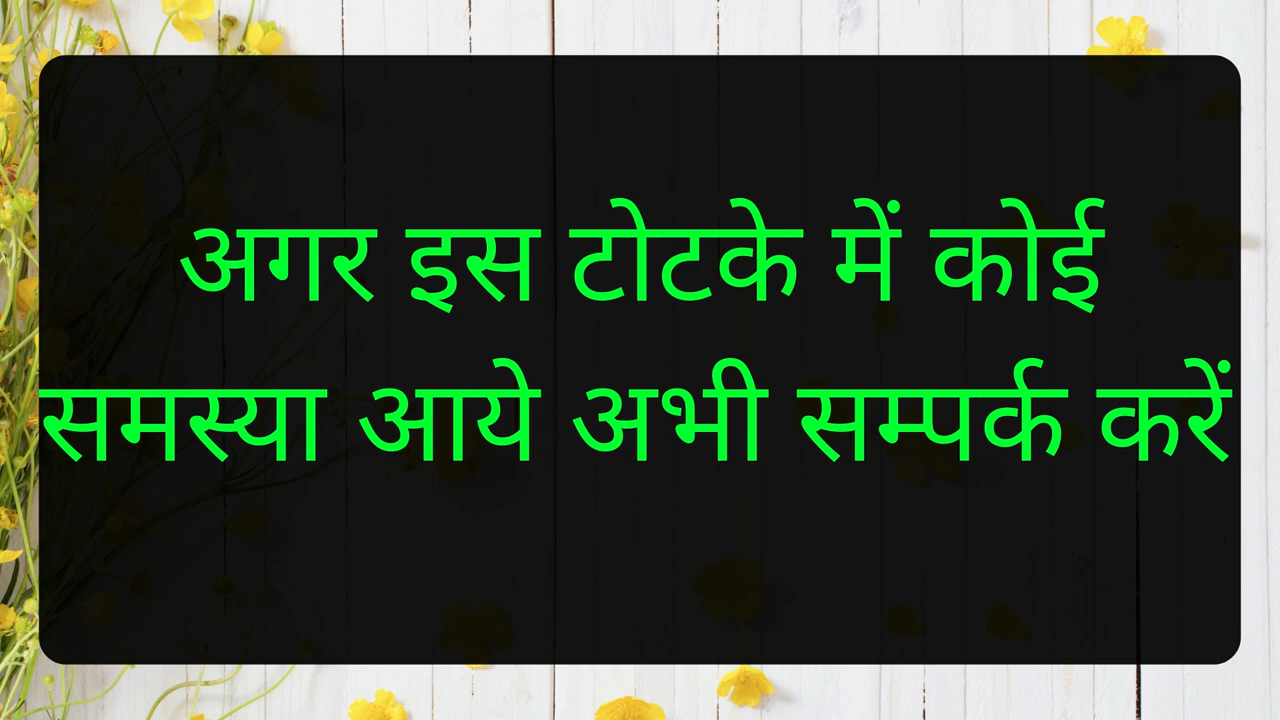 अगर इस टोटके में कोई
समस्या आये अभी सम्पर्क करें